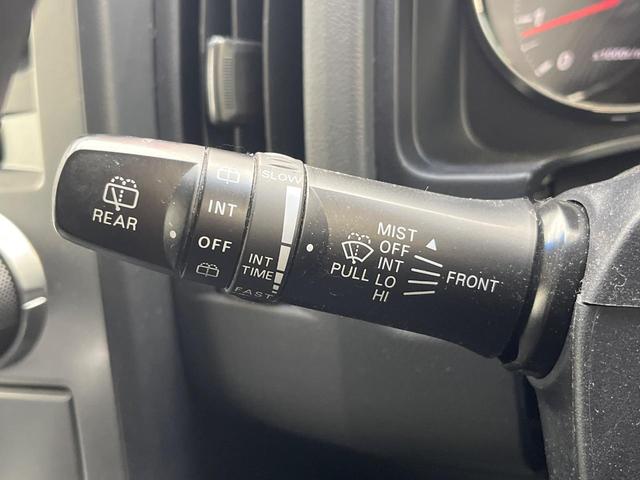 REAR
INT
OFF
SLOW
INT
TIME
FAST
MIST
OFF
INT
LO
HI
PULL
FRONT